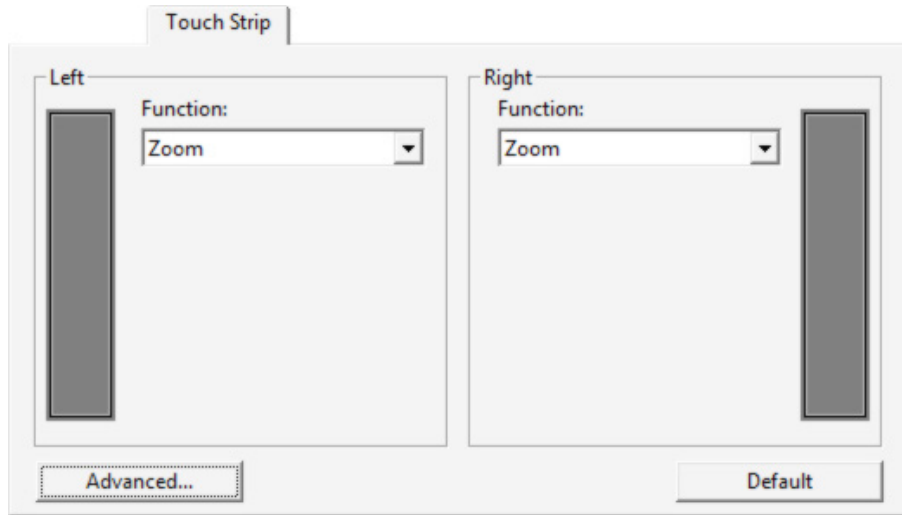 Touch Strip
Left
Function:
Zoom
Right
Function:
Zoom
Advanced...
Default